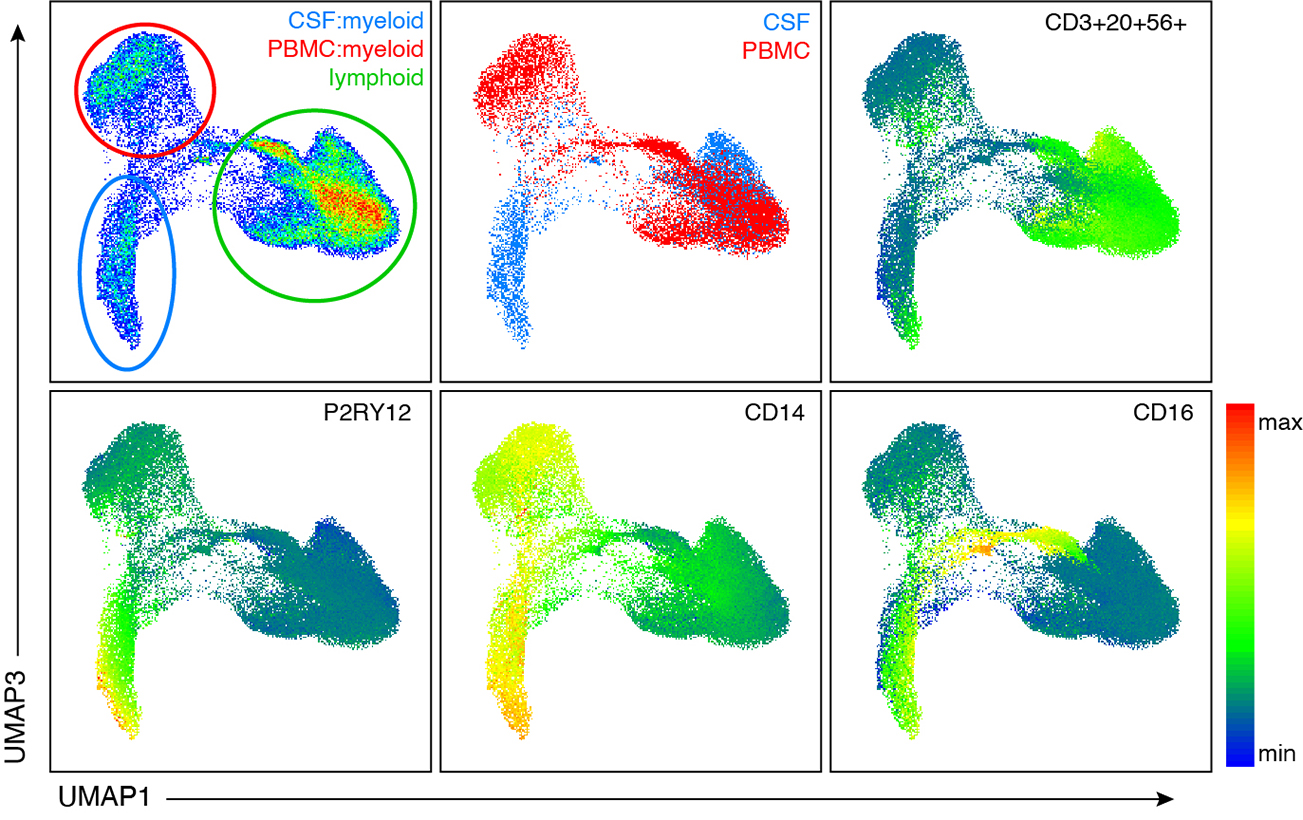 CSF:myeloid
PBMC:myeloid
lymphoid
CSF
PBMC
CD3+20+56+
P2RY12
CD14
CD16
max
min
UMAP3
UMAP1